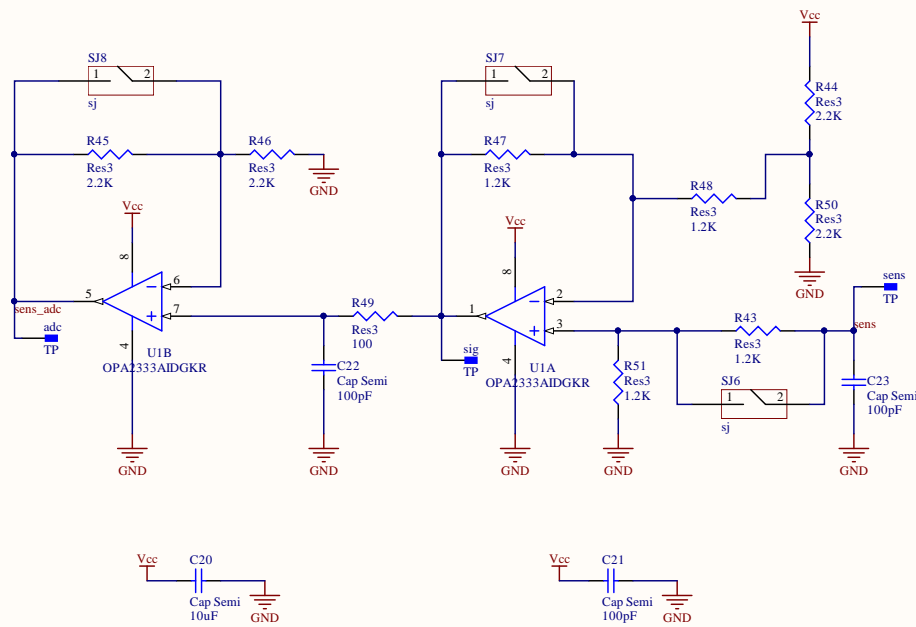 Vcc
SJ8
1 2
sj
SJ7
1 2
sj
R44
Res3
2.2K
R45
Res3
2.2K
R46
Res3
2.2K
GND
R47
Res3
1.2K
R48
Res3
1.2K
R50
Res3
2.2K
GND
Vcc
8
6
5
7
4
sens_adc
adc
TP
U1B
OPA2333AIDGKR
GND
R49
Res3
100
C22
Cap Semi
100pF
GND
Vcc
8
2
1
3
4
sig
TP
U1A
OPA2333AIDGKR
GND
R51
Res3
1.2K
GND
R43
Res3
1.2K
SJ6
1 2
sj
sens
TP
sens
C23
Cap Semi
100pF
GND
Vcc
C20
Cap Semi
10uF
GND
Vcc
C21
Cap Semi
100pF
GND